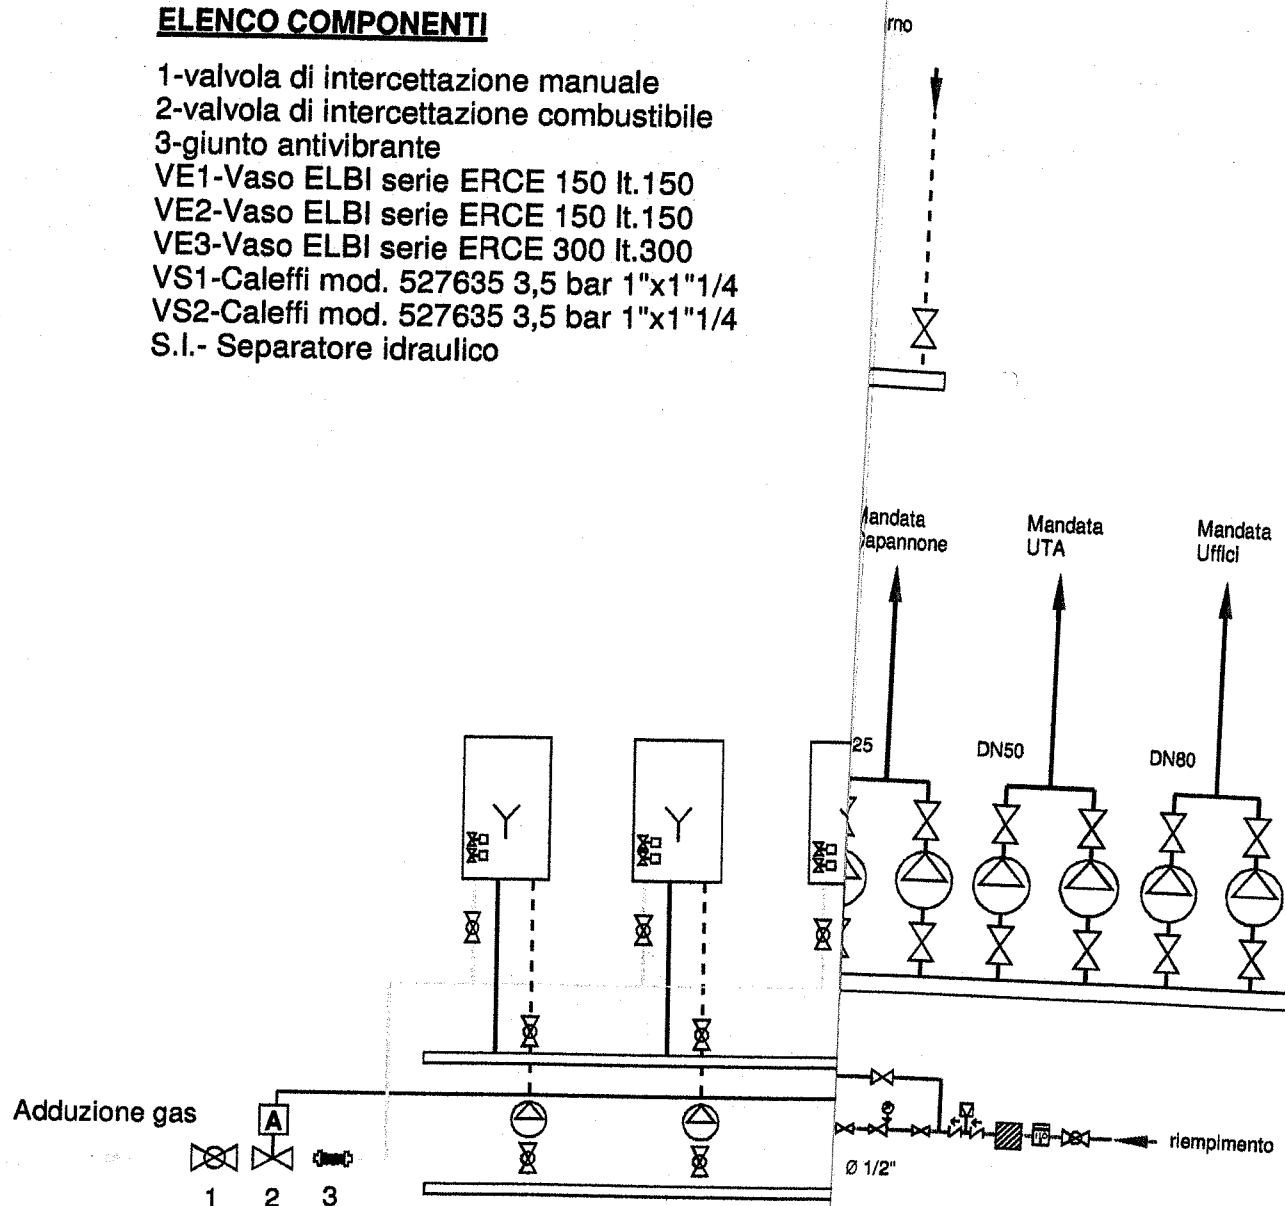 ELENCO COMPONENTI
1-valvola di intercettazione manuale
2-valvola di intercettazione combustibile
3-giunto antivibrante
VE1-Vaso ELBI serie ERCE 150 lt.150
VE2-Vaso ELBI serie ERCE 150 lt.150
VE3-Vaso ELBI serie ERCE 300 lt.300
VS1-Caleffi mod. 527635 3,5 bar 1"x1"1/4
VS2-Caleffi mod. 527635 3,5 bar 1"x1"1/4
S.I.- Separatore idraulico
rno
Mandata
apannone
Mandata
UTA
Mandata
Uffici
25
DN50
DN80
Adduzione gas
A
1
2
3
riempimento
Ø 1/2"